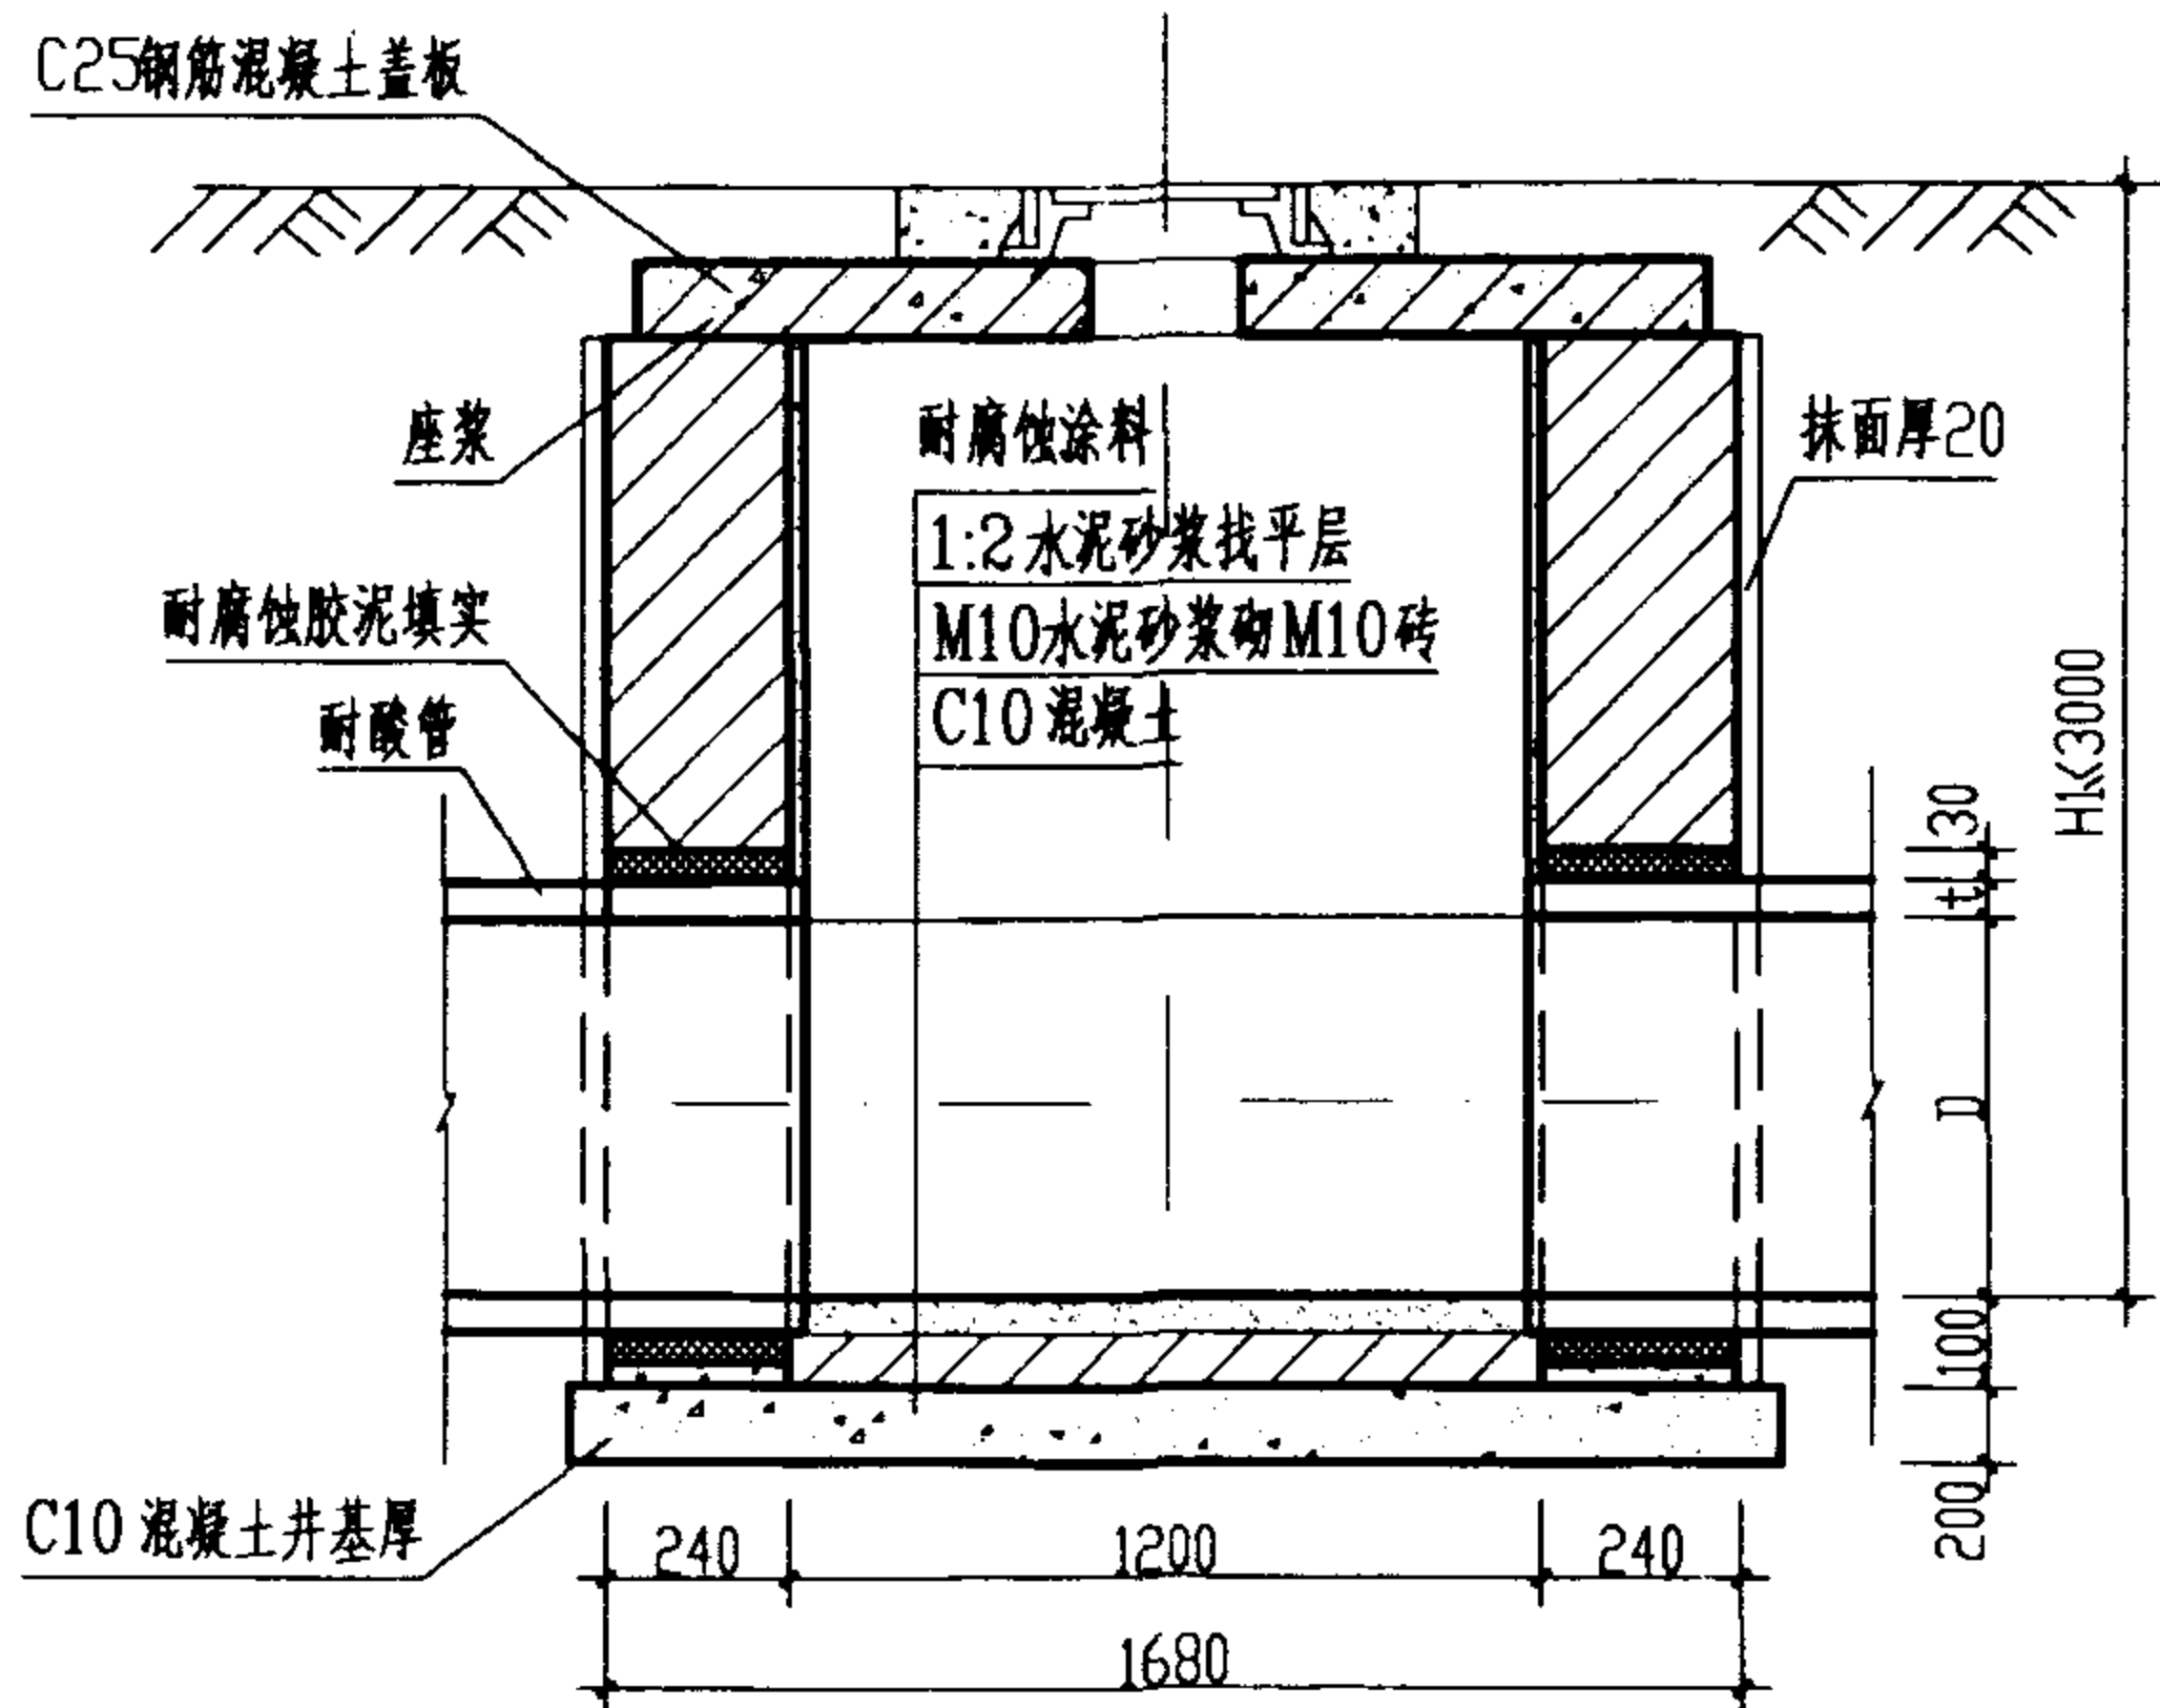 C25钢筋混凝土盖板
座浆
耐腐蚀涂料
抹面厚20
1:2水泥砂浆找平层
耐腐蚀胶泥填实
M10水泥砂浆砌M10砖
耐酸管
C10混凝土
H1≤3000
30
t
D
100
200
C10混凝土井基厚
240
1200
240
1680